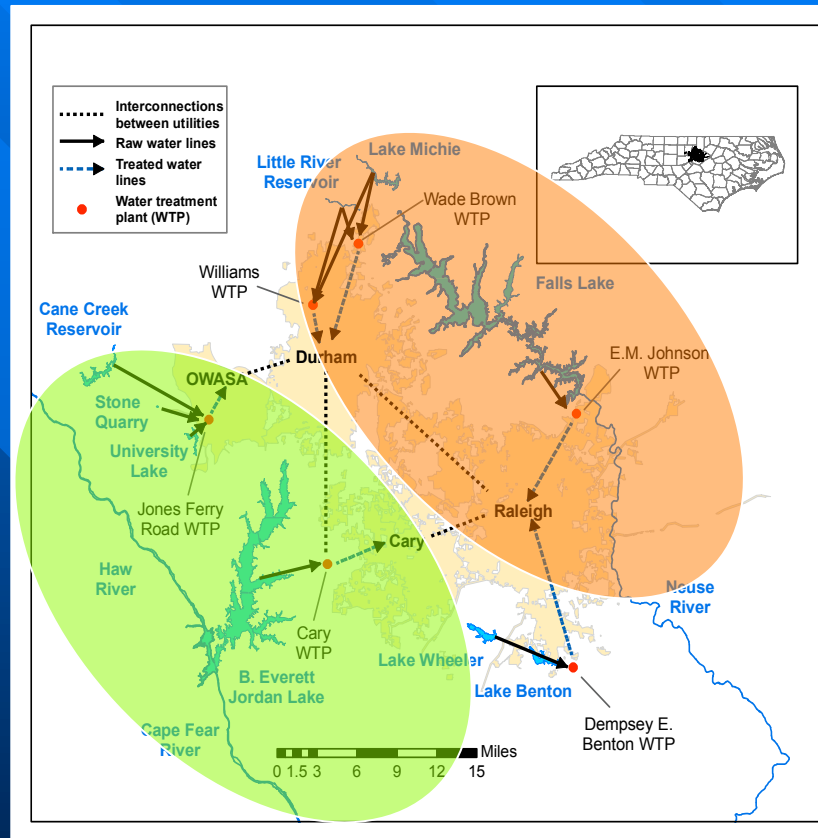 Interconnections
between utilities
Raw water lines
Treated water
lines
Water treatment
plant (WTP)
Little River
Reservoir
Lake Michie
Wade Brown
WTP
Williams
WTP
Falls Lake
Cane Creek
Reservoir
E.M. Johnson
WTP
Durham
OWASA
Stone
Quarry
University
Lake
Jones Ferry
Road WTP
Raleigh
Cary
Haw
River
Neuse
River
Cary
WTP
Lake Wheeler
B. Everett
Jordan Lake
Lake Benton
Cape Fear
River
Dempsey E.
Benton WTP
Miles
0 1.5 3 6 9 12 15